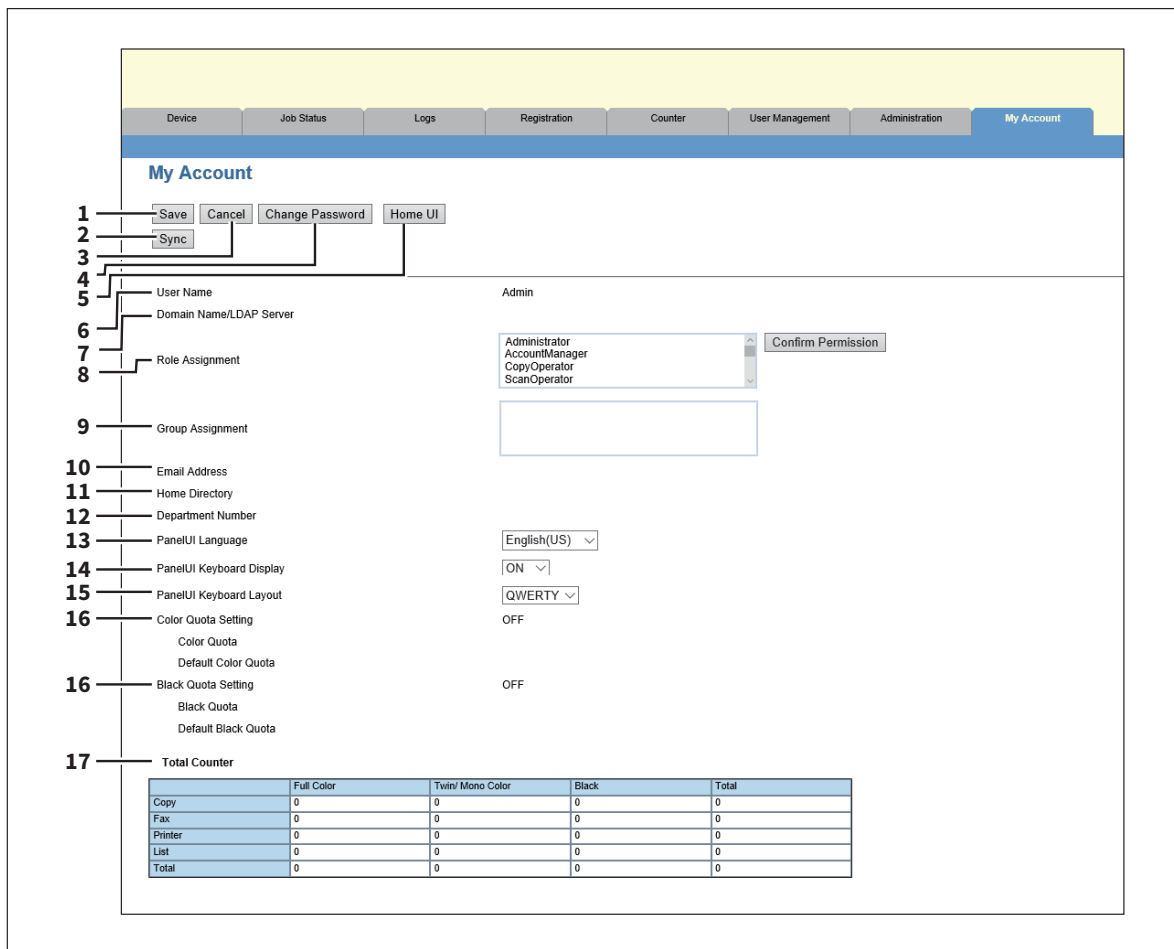 Device Job Status Logs Registration Counter User Management Administration My Account
My Account
1 Save Cancel Change Password Home UI
2 Sync
3
4
5
6 User Name Admin
7 Domain Name/LDAP Server
8 Role Assignment
Administrator Confirm Permission
AccountManager
CopyOperator
ScanOperator
9 Group Assignment
10 Email Address
11 Home Directory
12 Department Number
13 PanelUI Language English(US)
14 PanelUI Keyboard Display ON
15 PanelUI Keyboard Layout QWERTY
16 Color Quota Setting OFF
Color Quota
Default Color Quota
16 Black Quota Setting OFF
Black Quota
Default Black Quota
17 Total Counter
Full Color Twin/ Mono Color Black Total
Copy 0 0 0 0
Fax 0 0 0 0
Printer 0 0 0 0
List 0 0 0 0
Total 0 0 0 0